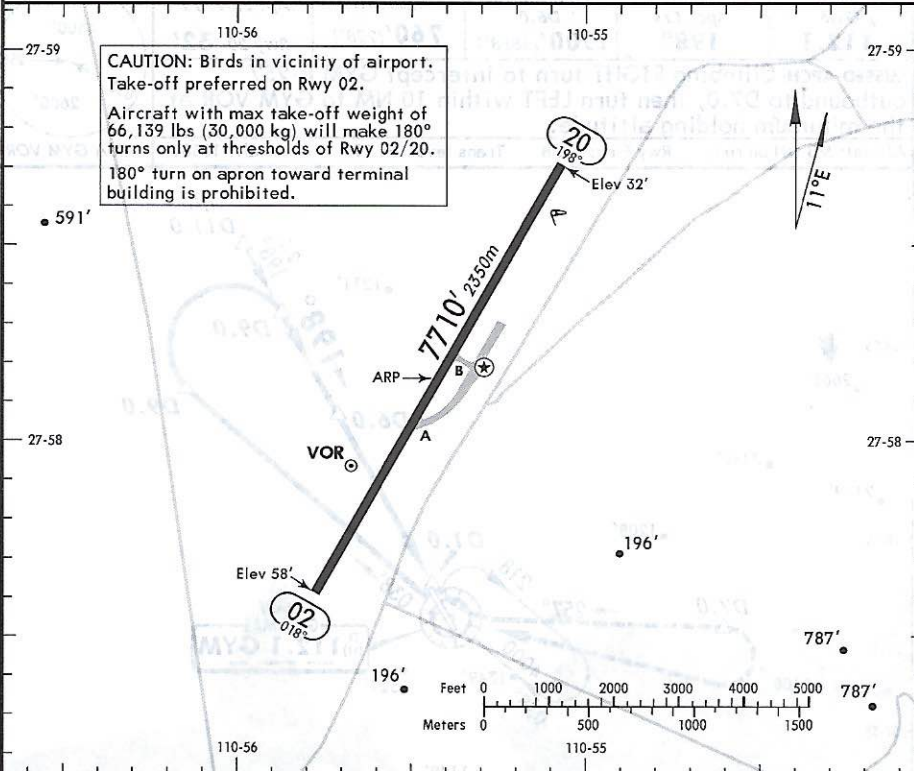 110-56
110-55
27-59
27-59
CAUTION: Birds in vicinity of airport.
Take-off preferred on Rwy 02.
Aircraft with max take-off weight of
66,139 lbs (30,000 kg) will make 180°
turns only at thresholds of Rwy 02/20.
180° turn on apron toward terminal
building is prohibited.
20
198°
Elev 32'
11°E
591'
7710' 2350m
ARP
B
A
27-58
27-58
VOR
196'
Elev 58'
02
018°
787'
196'
Feet 0 1000 2000 3000 4000 5000
Meters 0 500 1000 1500
787'
110-56
110-55